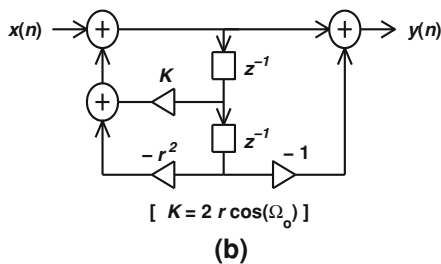 x(n) + + y(n)
z⁻¹
K
+
z⁻¹
− r² − 1
[ K = 2 r cos(Ωₒ) ]
(b)